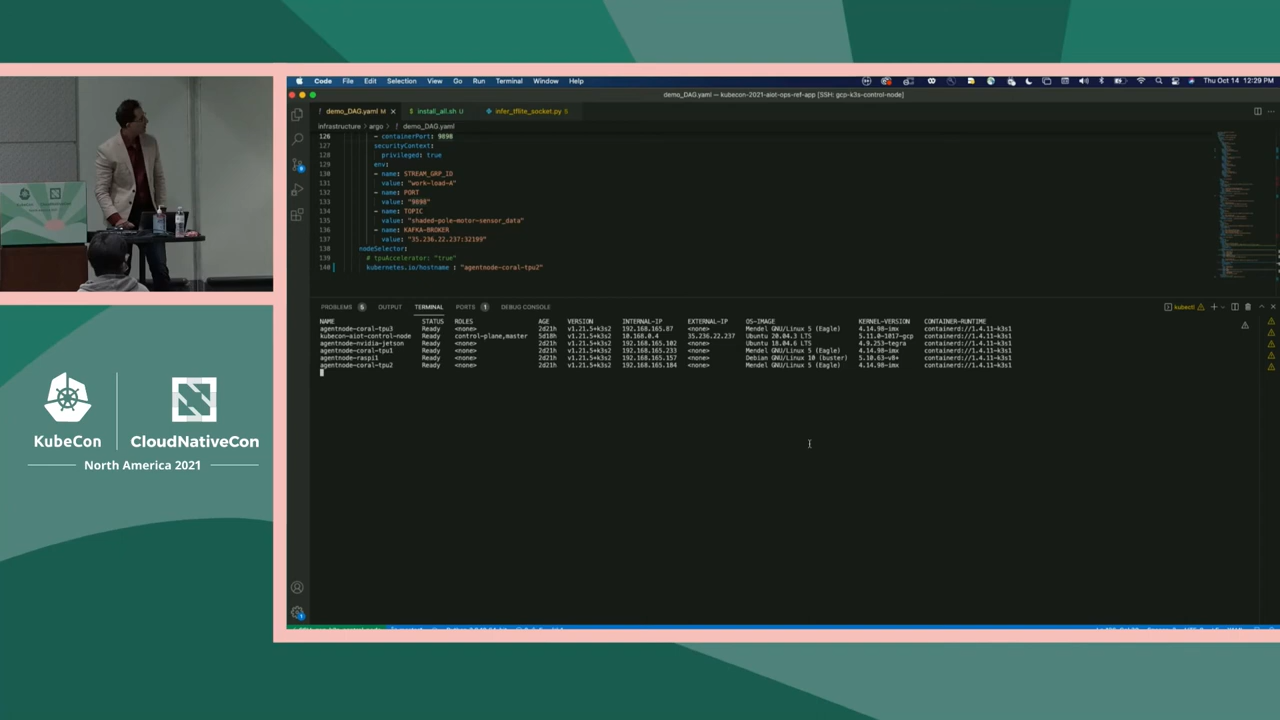 Code File Edit Selection View Go Run Terminal Window Help
Thu Oct 14 12:29 PM
demo_DAG.yaml — kubecon-2021-aiot-ops-ref-app [SSH: gcp-k3s-control-node]
demo_DAG.yaml M install_all.sh U infer_tflite_socket.py 5
infrastructure > argo > ! demo_DAG.yaml
126 - containerPort: 9898
127 securityContext:
128 privileged: true
129 env:
130 - name: STREAM_GRP_ID
131 value: "work-load-A"
132 - name: PORT
133 value: "9898"
134 - name: TOPIC
135 value: "shaded-pole-motor-sensor_data"
136 - name: KAFKA-BROKER
137 value: "35.236.22.237:32199"
138 nodeSelector:
139 # tpuAccelerator: "true"
140 kubernetes.io/hostname : "agentnode-coral-tpu2"
PROBLEMS 5 OUTPUT TERMINAL PORTS 1 DEBUG CONSOLE
kubectl
NAME STATUS ROLES AGE VERSION INTERNAL-IP EXTERNAL-IP OS-IMAGE KERNEL-VERSION CONTAINER-RUNTIME
agentnode-coral-tpu3 Ready <none> 2d21h v1.21.5+k3s2 192.168.165.87 <none> Mendel GNU/Linux 5 (Eagle) 4.14.98-imx containerd://1.4.11-k3s1
kubecon-aiot-control-node Ready control-plane,master 5d18h v1.21.5+k3s2 10.168.0.4 35.236.22.237 Ubuntu 20.04.3 LTS 5.11.0-1017-gcp containerd://1.4.11-k3s1
agentnode-nvidia-jetson Ready <none> 2d21h v1.21.5+k3s2 192.168.165.102 <none> Ubuntu 18.04.6 LTS 4.9.253-tegra containerd://1.4.11-k3s1
agentnode-coral-tpu1 Ready <none> 2d21h v1.21.5+k3s2 192.168.165.233 <none> Mendel GNU/Linux 5 (Eagle) 4.14.98-imx containerd://1.4.11-k3s1
agentnode-raspi1 Ready <none> 2d21h v1.21.5+k3s2 192.168.165.157 <none> Debian GNU/Linux 10 (buster) 5.10.63-v8+ containerd://1.4.11-k3s1
agentnode-coral-tpu2 Ready <none> 2d21h v1.21.5+k3s2 192.168.165.184 <none> Mendel GNU/Linux 5 (Eagle) 4.14.98-imx containerd://1.4.11-k3s1
KubeCon CloudNativeCon
North America 2021